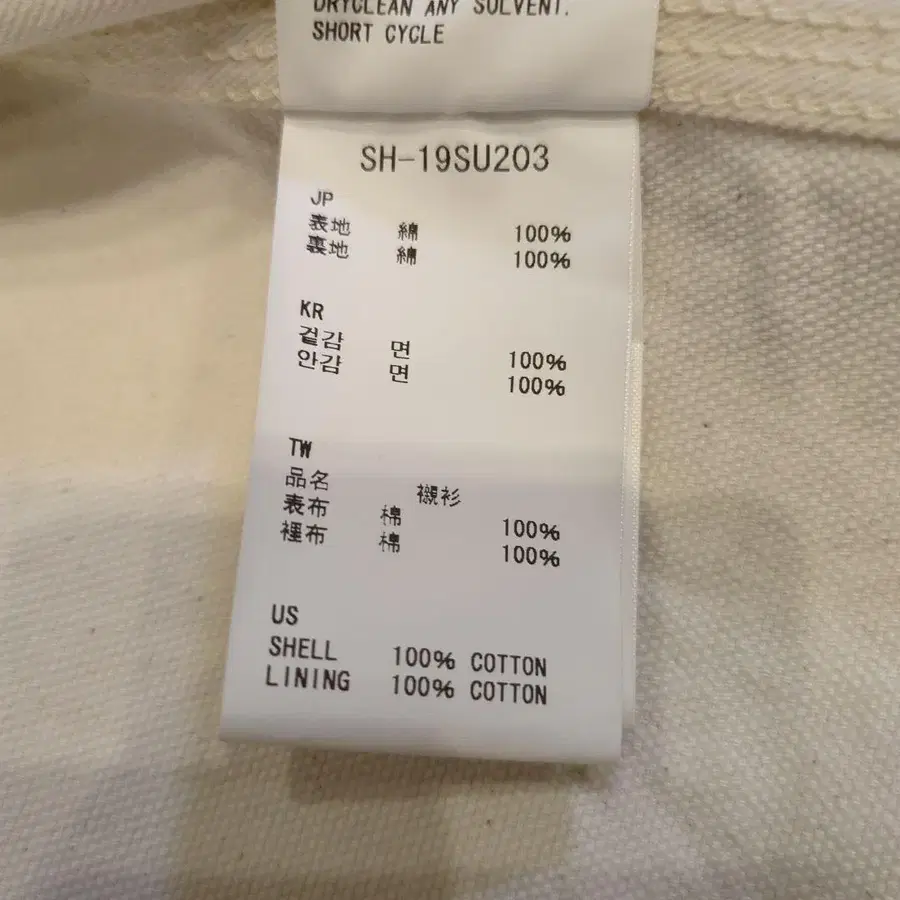 DRYCLEAN ANY SOLVENT.
SHORT CYCLE
SH-19SU203
JP
表地 綿 100%
裏地 綿 100%
KR
겉감 면 100%
안감 면 100%
TW
品名 襯衫
表布 棉 100%
裡布 棉 100%
US
SHELL 100% COTTON
LINING 100% COTTON